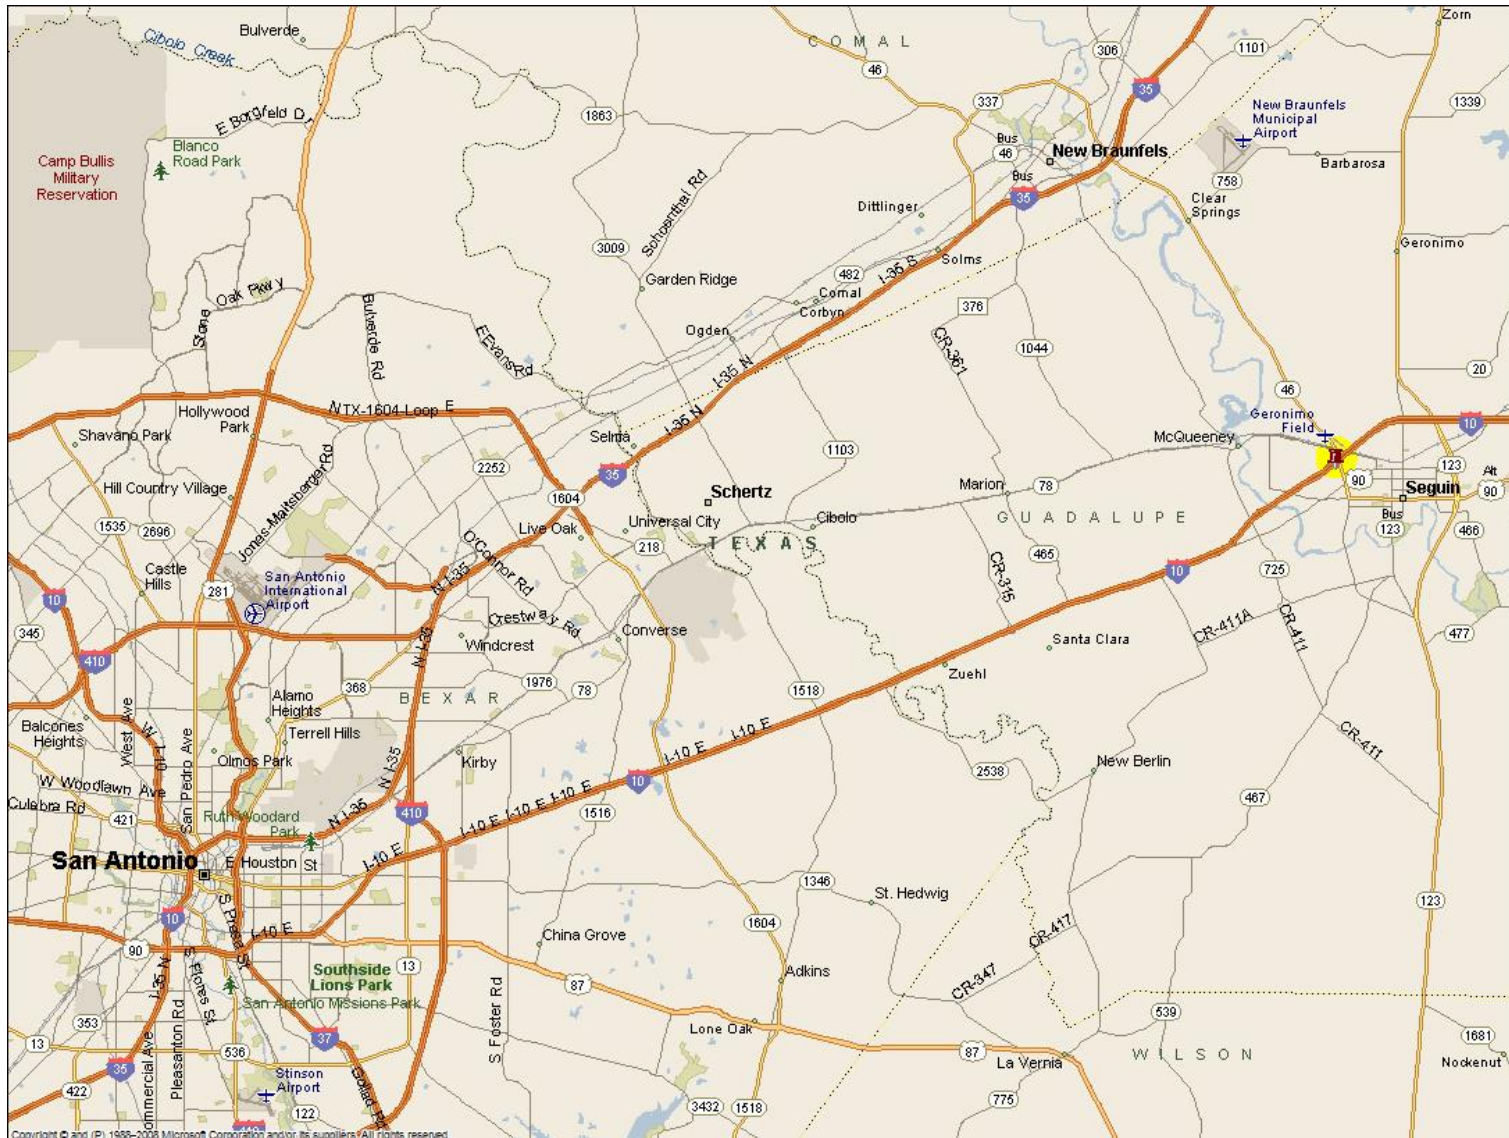 Zorn
Bulverde
Cibolo Creek
C O M A L
306
1101
46
35
337
1339
New Braunfels
Municipal
Airport
1863
E Borgfeld Dr
Blanco
Road Park
Camp Bullis
Military
Reservation
Bus
46
New Braunfels
Bus
35
Barbarosa
758
Clear
Springs
Schoenthal Rd
Dittlinger
3009
Geronimo
Solms
482
I-35 S
Garden Ridge
Stone
Oak Pkwy
Bulverde Rd
Comal
Corbyn
376
Ogden
E Evans Rd
CR-361
1044
I-35 N
20
46
N TX-1604-Loop E
Hollywood
Park
I-35 N
Geronimo
Field
10
Shavano Park
Selma
McQueeney
1103
Jones-Maltsberger Rd
2252
35
123
Alt
90
90
Hill Country Village
1604
Schertz
Marion
78
Seguin
Bus
123
466
1535
2696
Live Oak
Universal City
Cibolo
G U A D A L U P E
218
T E X A S
O'Connor Rd
465
Castle
Hills
San Antonio
International
Airport
281
N I-35
CR-315
10
725
10
345
Crestway Rd
Converse
Windcrest
I-35 N
CR-411A
CR-411
477
Santa Clara
410
Zuehl
368
1976
78
1518
B E X A R
Alamo
Heights
Balcones
Heights
West Ave
W I-10
San Pedro Ave
Terrell Hills
Olmos Park
N I-35
Kirby
I-10 E
I-10 E
CR-411
New Berlin
2538
10
W Woodlawn Ave
Culebra Rd
421
Ruth Woodard
Park
N I-35
410
I-10 E
I-10 E
I-10 E
1516
467
San Antonio
E Houston St
I-10 E
1346
St. Hedwig
123
10
S Presa St
I-10 E
1604
China Grove
CR-417
90
I-35 N
S Flores St
Southside
Lions Park
San Antonio Missions Park
13
87
Adkins
CR-347
S Foster Rd
353
Lone Oak
539
1681
13
37
536
87
La Vernia
W I L S O N
Nockenut
35
Commercial Ave
Pleasanton Rd
Stinson
Airport
Goliad Rd
422
122
3432
1518
775
410
Copyright © and (P) 1988–2008 Microsoft Corporation and/or its suppliers. All rights reserved.